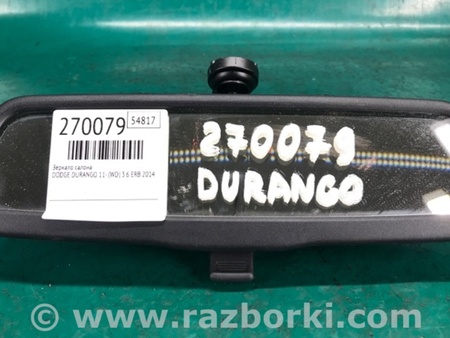 270079
54817
Зеркало салона
DODGE DURANGO 11- (WD) 3.6 ERB 2014
270079
DURANGO
www.razborki.com